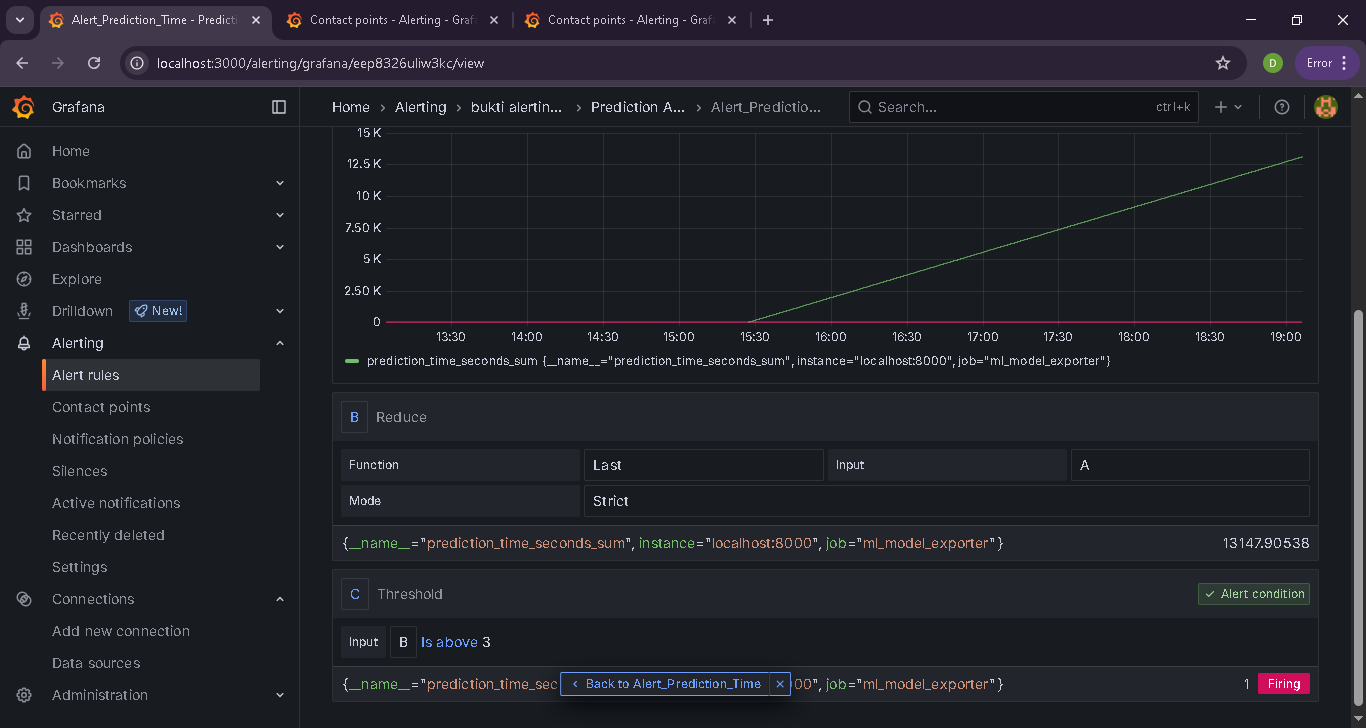 Alert_Prediction_Time - Predicti
Contact points - Alerting - Grafa
Contact points - Alerting - Grafa
localhost:3000/alerting/grafana/eep8326uliw3kc/view
D
Error
Grafana
Home > Alerting > bukti alertin... > Prediction A... > Alert_Predictio...
Search...
ctrl+k
Home
Bookmarks
Starred
Dashboards
Explore
Drilldown
New!
Alerting
Alert rules
Contact points
Notification policies
Silences
Active notifications
Recently deleted
Settings
Connections
Add new connection
Data sources
Administration
15 K
12.5 K
10 K
7.50 K
5 K
2.50 K
0
13:30 14:00 14:30 15:00 15:30 16:00 16:30 17:00 17:30 18:00 18:30 19:00
prediction_time_seconds_sum {__name__="prediction_time_seconds_sum", instance="localhost:8000", job="ml_model_exporter"}
B Reduce
Function Last Input A
Mode Strict
{__name__="prediction_time_seconds_sum", instance="localhost:8000", job="ml_model_exporter"} 13147.90538
C Threshold Alert condition
Input B Is above 3
{__name__="prediction_time_sec 00", job="ml_model_exporter"} 1 Firing
Back to Alert_Prediction_Time